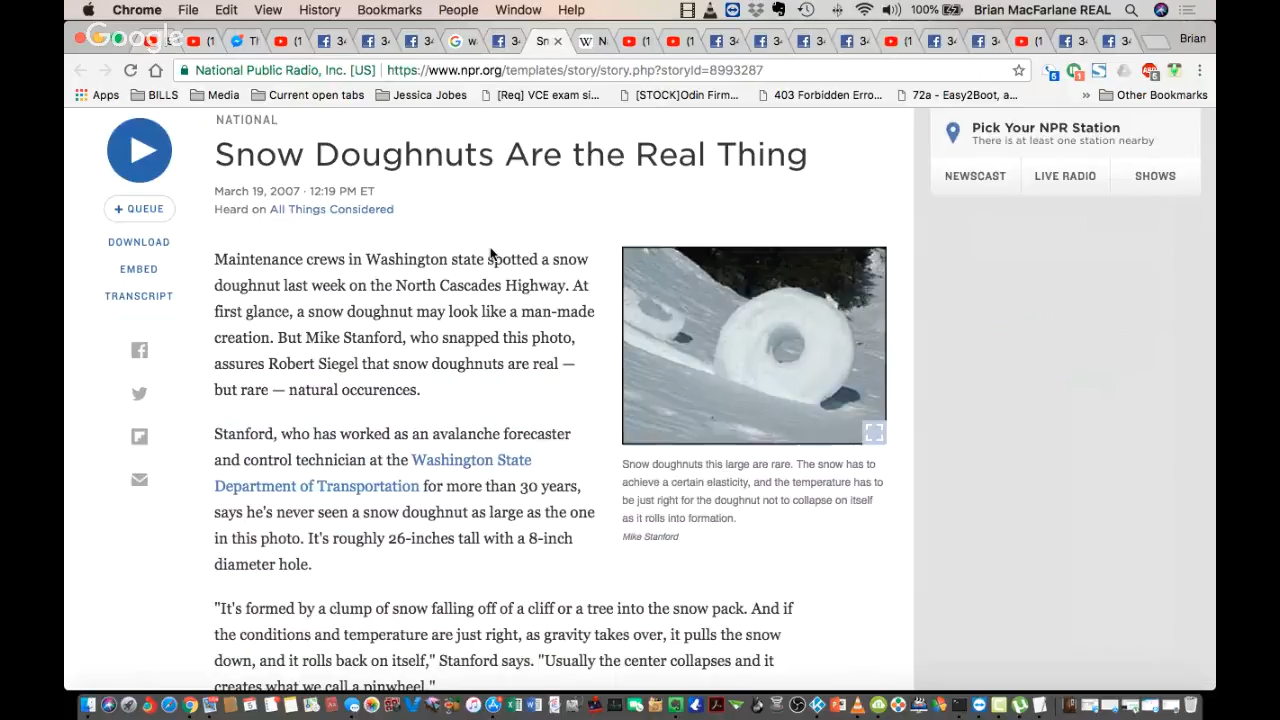 Chrome File Edit View History Bookmarks People Window Help 100% Brian MacFarlane REAL
Google
Brian
National Public Radio, Inc. [US] https://www.npr.org/templates/story/story.php?storyId=8993287
Apps BILLS Media Current open tabs Jessica Jobes [Req] VCE exam si... [STOCK]Odin Firm... 403 Forbidden Erro... 72a - Easy2Boot, a... » Other Bookmarks
NATIONAL
Snow Doughnuts Are the Real Thing
March 19, 2007 · 12:19 PM ET
Heard on All Things Considered
+ QUEUE
DOWNLOAD
EMBED
TRANSCRIPT
Maintenance crews in Washington state spotted a snow
doughnut last week on the North Cascades Highway. At
first glance, a snow doughnut may look like a man-made
creation. But Mike Stanford, who snapped this photo,
assures Robert Siegel that snow doughnuts are real —
but rare — natural occurences.
Stanford, who has worked as an avalanche forecaster
and control technician at the Washington State
Department of Transportation for more than 30 years,
says he's never seen a snow doughnut as large as the one
in this photo. It's roughly 26-inches tall with a 8-inch
diameter hole.
"It's formed by a clump of snow falling off of a cliff or a tree into the snow pack. And if
the conditions and temperature are just right, as gravity takes over, it pulls the snow
down, and it rolls back on itself," Stanford says. "Usually the center collapses and it
creates what we call a pinwheel."
Snow doughnuts this large are rare. The snow has to
achieve a certain elasticity, and the temperature has to
be just right for the doughnut not to collapse on itself
as it rolls into formation.
Mike Stanford
Pick Your NPR Station
There is at least one station nearby
NEWSCAST LIVE RADIO SHOWS